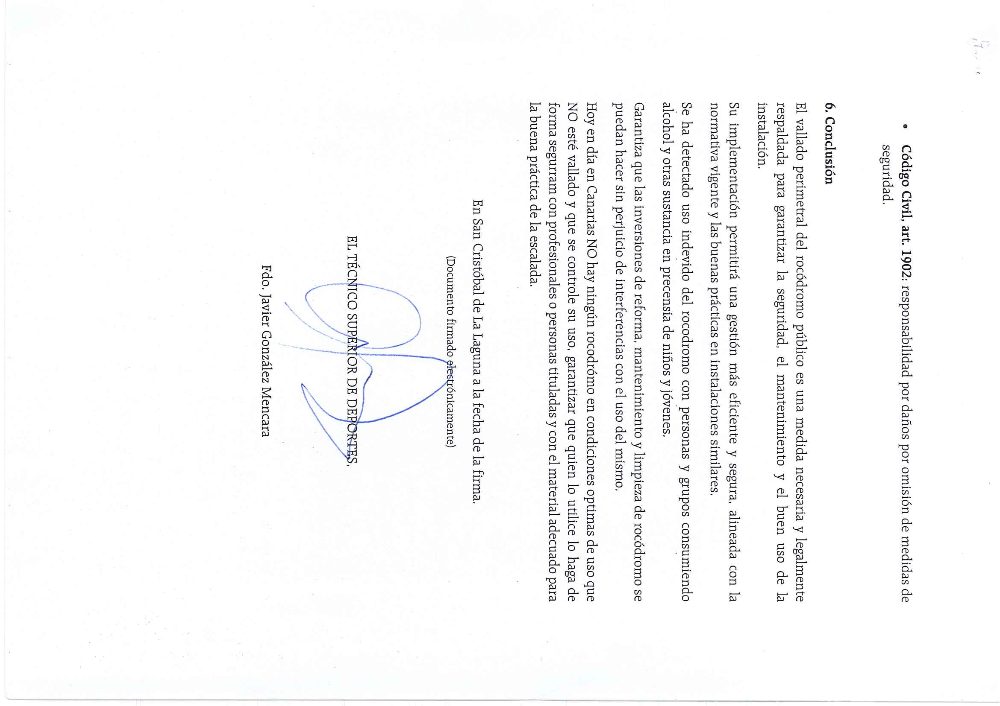 • Código Civil, art. 1902: responsabilidad por daños por omisión de medidas de
seguridad.
6. Conclusión
El vallado perimetral del rocódromo público es una medida necesaria y legalmente
respaldada para garantizar la seguridad, el mantenimiento y el buen uso de la
instalación.
Su implementación permitirá una gestión más eficiente y segura, alineada con la
normativa vigente y las buenas prácticas en instalaciones similares.
Se ha detectado uso indevido del rocodromo con personas y grupos consumiendo
alcohol y otras sustancia en precensia de niños y jóvenes.
Garantiza que las inversiones de reforma, mantenimiento y limpieza de rocódromo se
puedan hacer sin perjuicio de interferencias con el uso del mismo.
Hoy en día en Canarias NO hay ningún rocodrómo en condiciones optimas de uso que
NO esté vallado y que se controle su uso, garantizar que quien lo utilice lo haga de
forma segurram con profesionales o personas tituladas y con el material adecuado para
la buena práctica de la escalada.
En San Cristóbal de La Laguna a la fecha de la firma.
(Documento firmado electrónicamente)
EL TÉCNICO SUPERIOR DE DEPORTES,
Fdo. Javier González Mencara